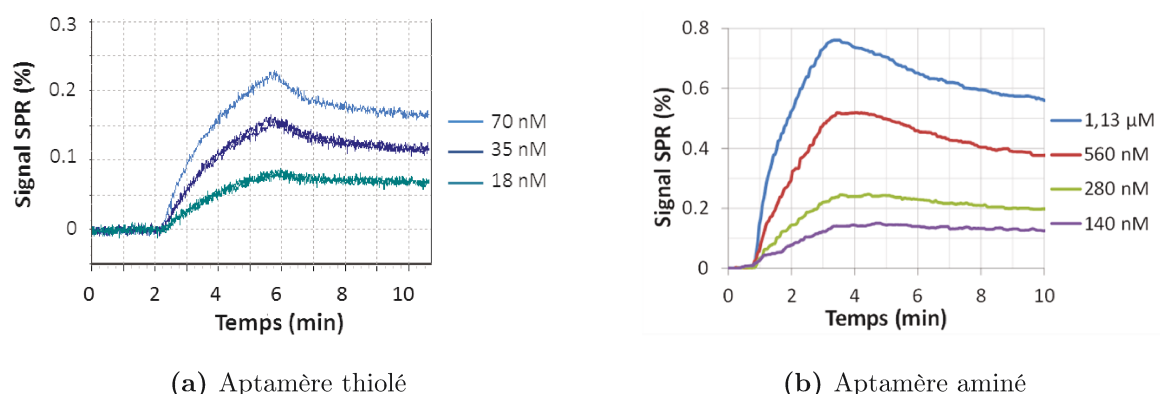 0.3
0.2
0.1
0
Signal SPR (%)
0 2 4 6 8 10
Temps (min)
70 nM
35 nM
18 nM
(a) Aptamère thiolé
0.8
0.6
0.4
0.2
0
Signal SPR (%)
0 2 4 6 8 10
Temps (min)
1,13 µM
560 nM
280 nM
140 nM
(b) Aptamère aminé